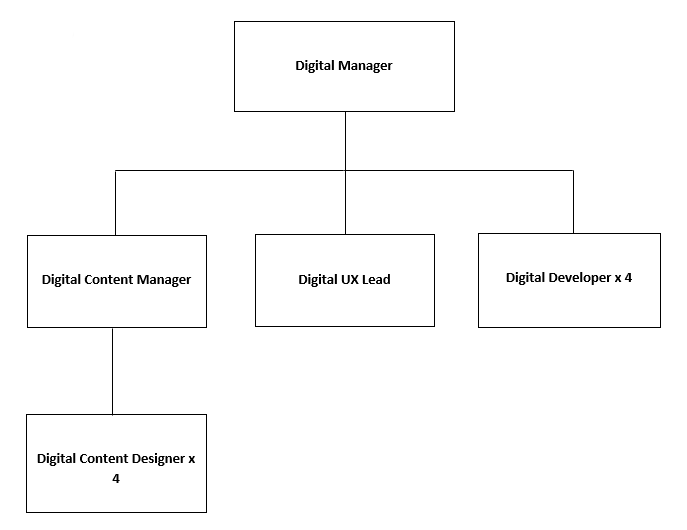 Digital Manager
Digital Content Manager
Digital UX Lead
Digital Developer x 4
Digital Content Designer x
4